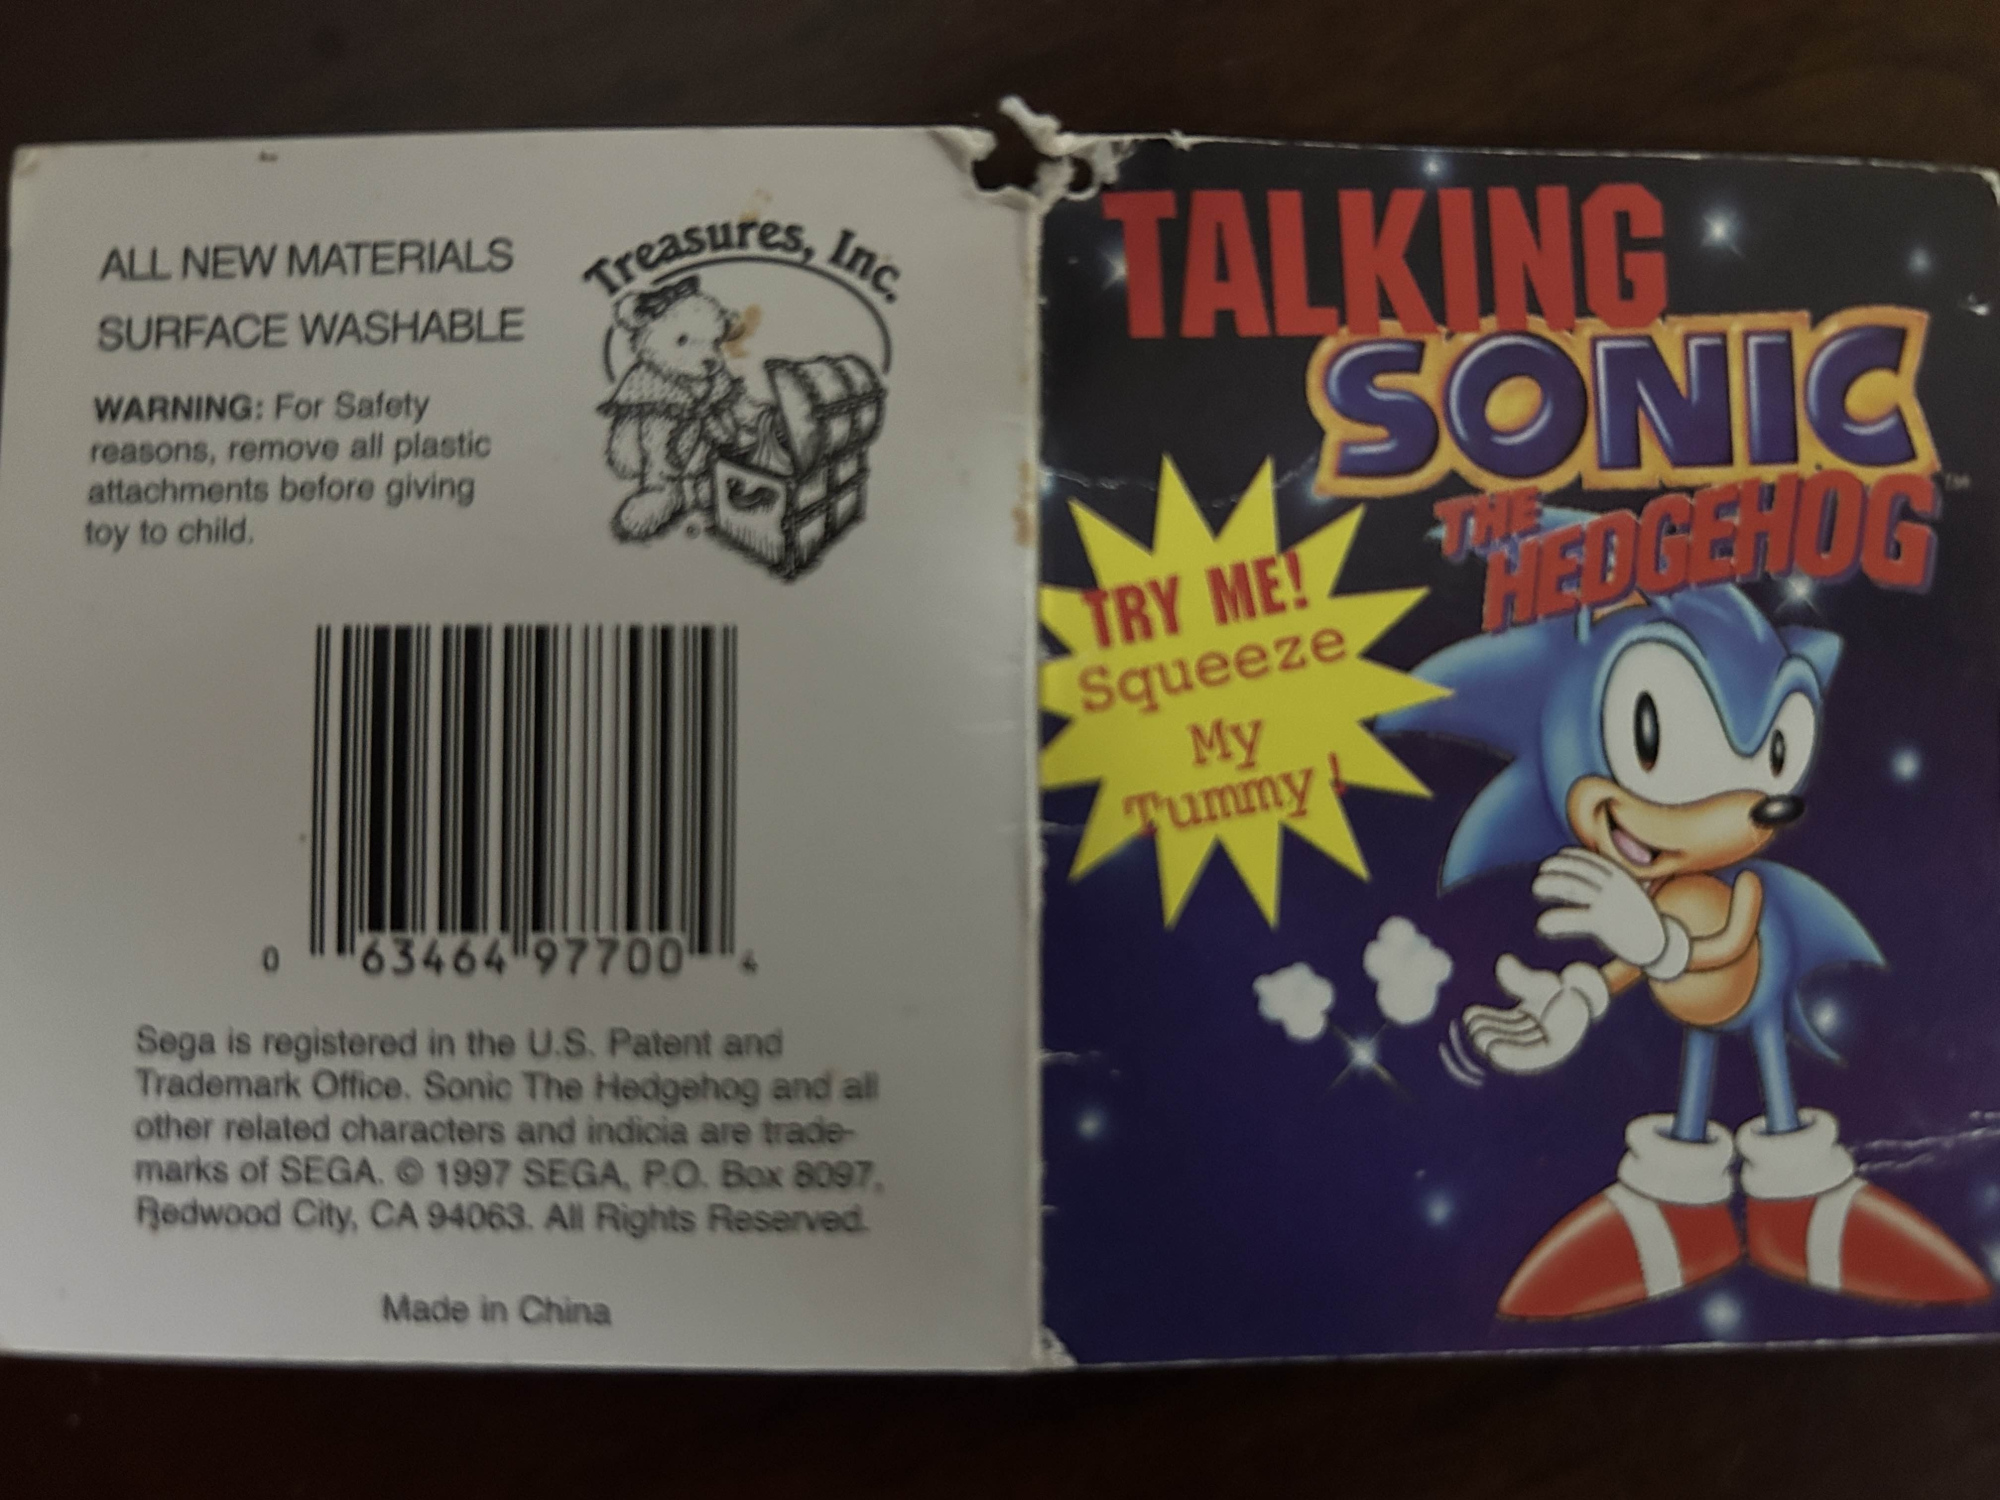 ALL NEW MATERIALS
SURFACE WASHABLE
WARNING: For Safety
reasons, remove all plastic
attachments before giving
toy to child.
Treasures, Inc.
0 63464 97700 4
Sega is registered in the U.S. Patent and
Trademark Office. Sonic The Hedgehog and all
other related characters and indicia are trade-
marks of SEGA. © 1997 SEGA, P.O. Box 8097,
Redwood City, CA 94063. All Rights Reserved.
Made in China
TALKING
SONIC
THE
HEDGEHOG
TM
TRY ME!
Squeeze
My
Tummy!